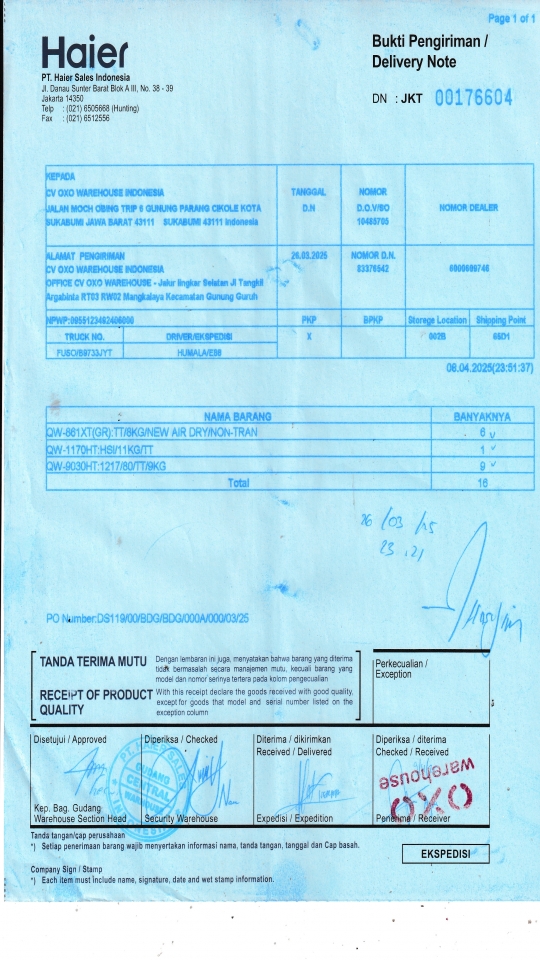 Page 1 of 1
Haier
Bukti Pengiriman /
Delivery Note
PT. Haier Sales Indonesia
Jl. Danau Sunter Barat Blok A III, No. 38 - 39
Jakarta 14350
Telp : (021) 6505668 (Hunting)
Fax : (021) 6512556
DN : JKT 00176604
KEPADA
CV OXO WAREHOUSE INDONESIA
JALAN MOCH OBING TRIP 6 GUNUNG PARANG CIKOLE KOTA
SUKABUMI JAWA BARAT 43111 SUKABUMI 43111 Indonesia
TANGGAL
D.N
NOMOR
D.O.V/SO
10485705
NOMOR DEALER
ALAMAT PENGIRIMAN
CV OXO WAREHOUSE INDONESIA
OFFICE CV OXO WAREHOUSE - Jalur lingkar Selatan Jl Tangkil
Argabinta RT03 RW02 Mangkalaya Kecamatan Gunung Guruh
26.03.2025
NOMOR D.N.
83376542
NPWP:
PKP
BPKP
Storege Location
Shipping Point
TRUCK NO.
DRIVER/EKSPEDISI
X
002B
65D1
FUSO/B9733JYT
HUMALA/E88
08.04.2025(23:51:37)
NAMA BARANG
BANYAKNYA
QW-861XT(GR):TT/8KG/NEW AIR DRY/NON-TRAN
6
QW-1170HT:HSI/11KG/TT
1
QW-9030HT:1217/80/TT/9KG
9
Total
16
26/03/25
23.21
PO Number:DS119/00/BDG/BDG/000A/000/03/25
TANDA TERIMA MUTU
Dengan lembaran ini juga, menyatakan bahwa barang yang diterima
tidak bermasalah secara manajemen mutu, kecuali barang yang
model dan nomor serinya tertera pada kolom pengecualian
RECEIPT OF PRODUCT
QUALITY
With this receipt declare the goods received with good quality,
except for goods that model and serial number listed on the
exception column
Perkecualian /
Exception
Disetujui / Approved
Diperiksa / Checked
Diterima / dikirimkan
Received / Delivered
Diperiksa / diterima
Checked / Received
GUDANG
CENTRAL
WAREHOUSE
OXO
warehouse
Kep. Bag. Gudang
Warehouse Section Head
Security Warehouse
Expedisi / Expedition
Penerima / Receiver
Tanda tangan/cap perusahaan
*) Setiap penerimaan barang wajib menyertakan informasi nama, tanda tangan, tanggal dan Cap basah.
EKSPEDISI
Company Sign / Stamp
*) Each item must include name, signature, date and wet stamp information.